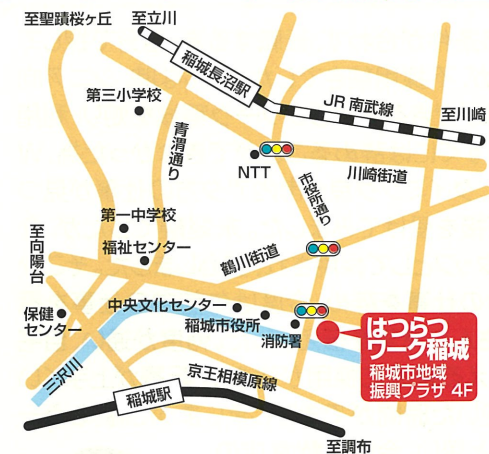 至聖蹟桜ヶ丘
至立川
稲城長沼駅
JR 南武線
至川崎
第三小学校
青渭通り
NTT
川崎街道
市役所通り
第一中学校
福祉センター
至向陽台
鶴川街道
保健
センター
中央文化センター
稲城市役所
消防署
はつらつ
ワーク稲城
稲城市地域
振興プラザ 4F
三沢川
京王相模原線
稲城駅
至調布